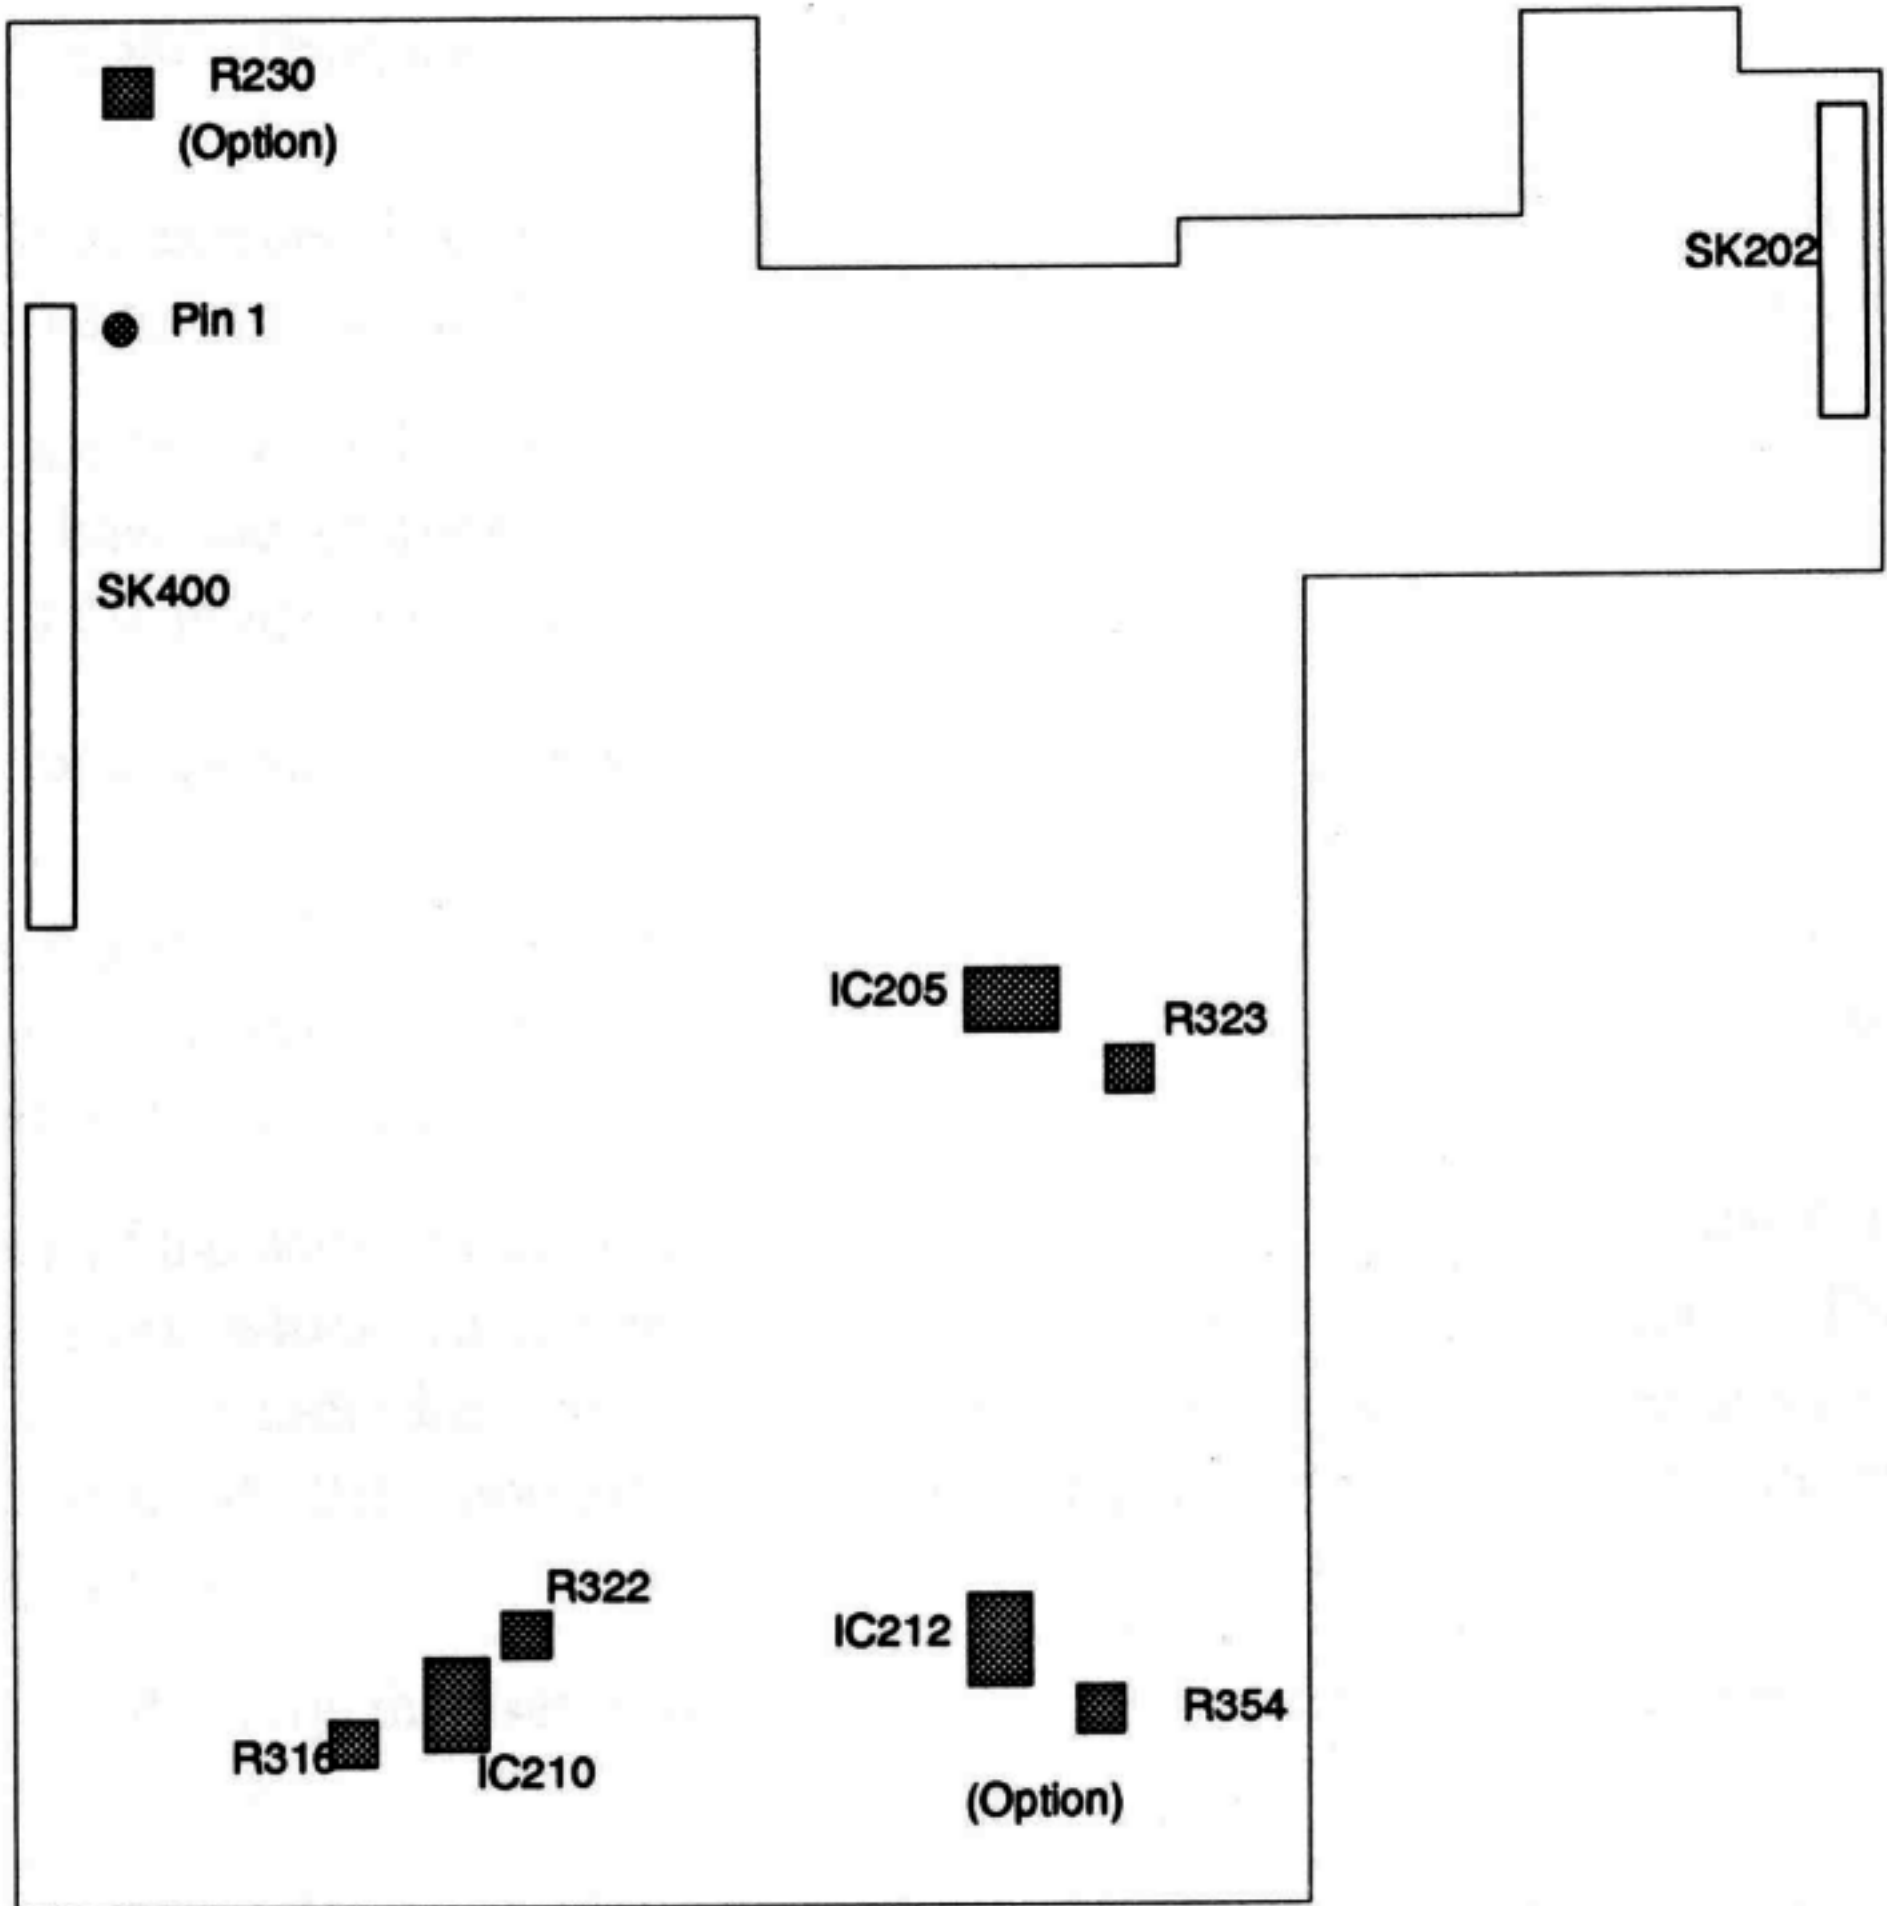 R230
(Option)
SK202
Pin 1
SK400
IC205
R323
R322
IC212
R316
IC210
R354
(Option)